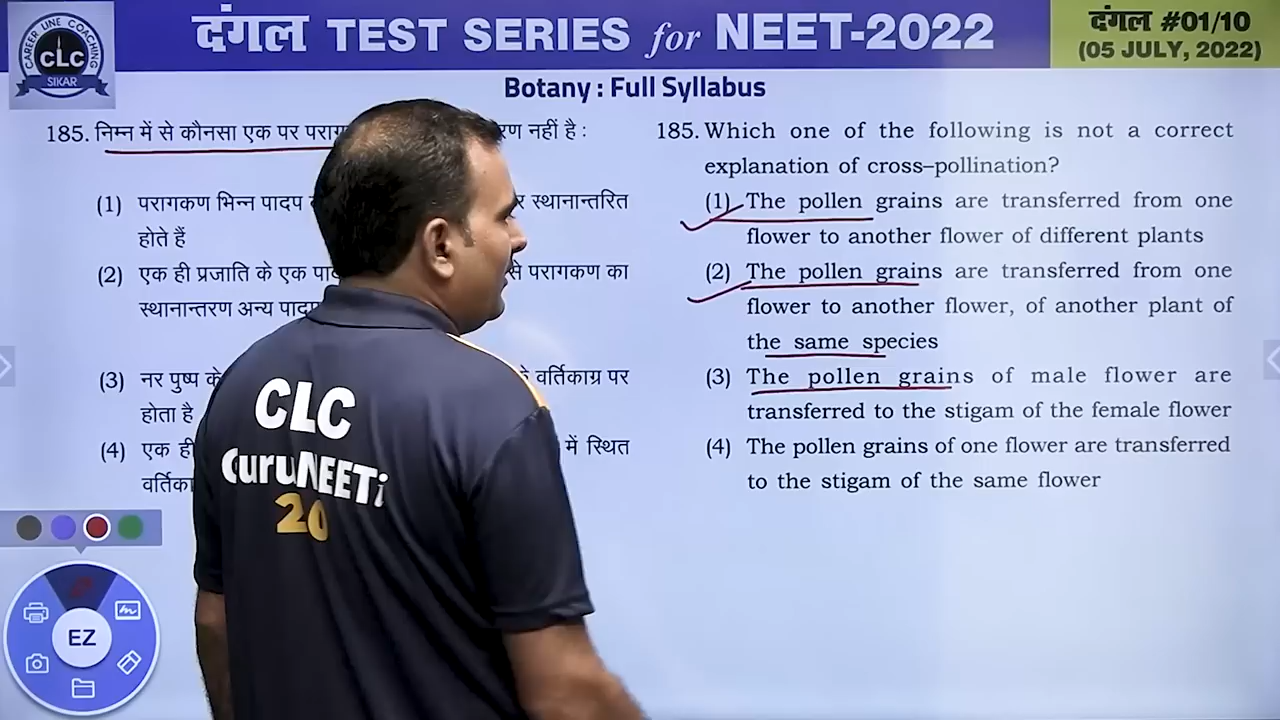 CAREER LINE COACHING
CLC
SIKAR
दंगल TEST SERIES for NEET-2022
दंगल #01/10
(05 JULY, 2022)
Botany : Full Syllabus
185. निम्न में से कौनसा एक पर नहीं है :
(1) परागकण भिन्न पादप स्थानान्तरित
होते हैं
(2) एक ही प्रजाति के एक से परागकण का
स्थानान्तरण अन्य
(3) नर पुष्प के वर्तिकाग्र पर
होता है
(4) एक ही में स्थित
185. Which one of the following is not a correct
explanation of cross–pollination?
(1) The pollen grains are transferred from one
flower to another flower of different plants
(2) The pollen grains are transferred from one
flower to another flower, of another plant of
the same species
(3) The pollen grains of male flower are
transferred to the stigam of the female flower
(4) The pollen grains of one flower are transferred
to the stigam of the same flower
CLC
GuruNEETi
20
EZ